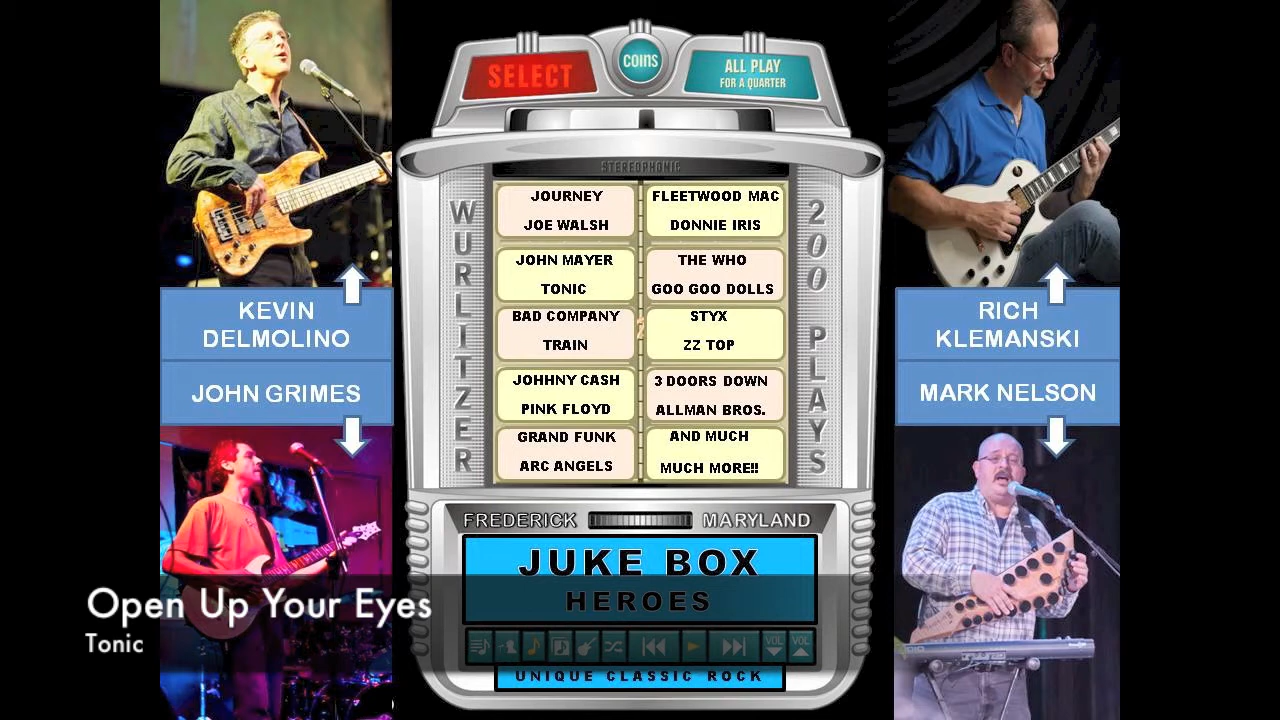 SELECT
COINS
ALL PLAY
FOR A QUARTER
STEREOPHONIC
WURLITZER
200 PLAYS
JOURNEY
JOE WALSH
FLEETWOOD MAC
DONNIE IRIS
JOHN MAYER
TONIC
THE WHO
GOO GOO DOLLS
BAD COMPANY
TRAIN
STYX
ZZ TOP
JOHHNY CASH
PINK FLOYD
3 DOORS DOWN
ALLMAN BROS.
GRAND FUNK
ARC ANGELS
AND MUCH
MUCH MORE!!
KEVIN
DELMOLINO
JOHN GRIMES
RICH
KLEMANSKI
MARK NELSON
FREDERICK MARYLAND
JUKE BOX
HEROES
VOL VOL
UNIQUE CLASSIC ROCK
Open Up Your Eyes
Tonic